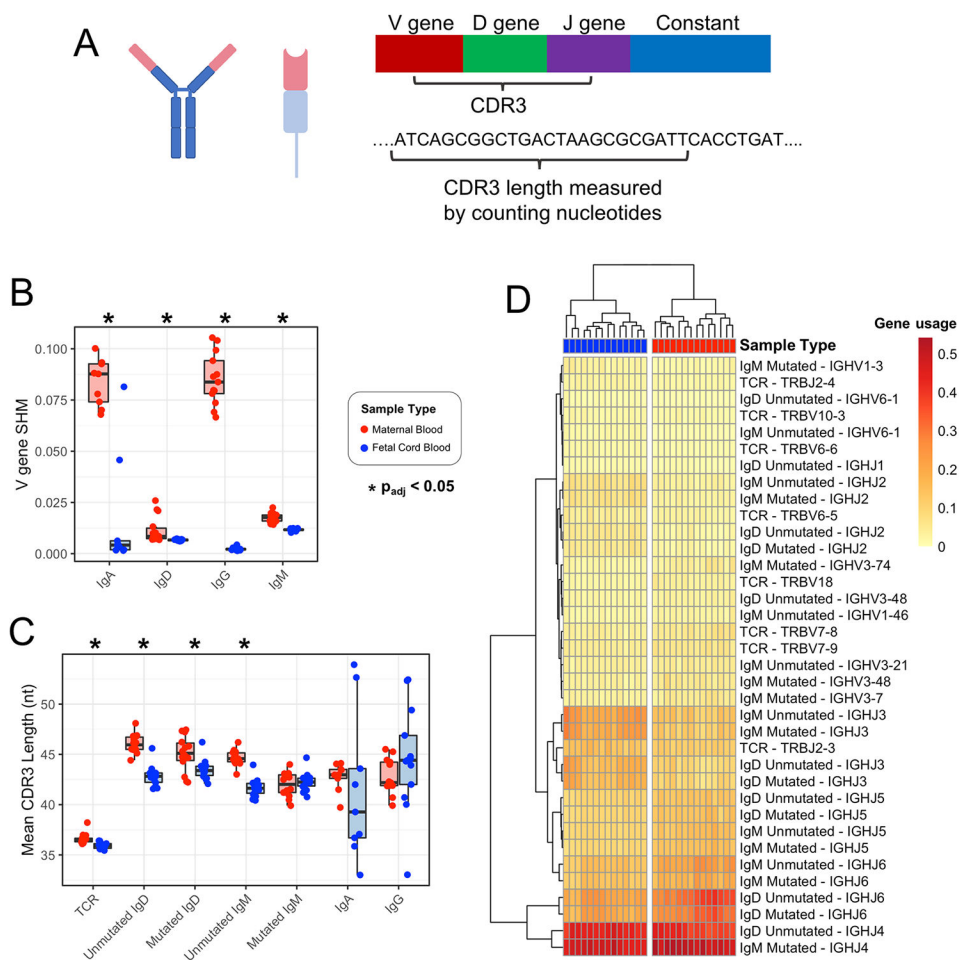 A
V gene D gene J gene Constant
CDR3
....ATCAGCGGCTGACTAAGCGCGATTCACCTGAT....
CDR3 length measured
by counting nucleotides
B
* * * *
V gene SHM
0.100
0.075
0.050
0.025
0.000
IgA IgD IgG IgM
Sample Type
Maternal Blood
Fetal Cord Blood
* padj < 0.05
C
* * * *
Mean CDR3 Length (nt)
50
45
40
35
TCR Unmutated IgD Mutated IgD Unmutated IgM Mutated IgM IgA IgG
D
Gene usage
0.5
0.4
0.3
0.2
0.1
0
Sample Type
IgM Mutated - IGHV1-3
TCR - TRBJ2-4
IgD Unmutated - IGHV6-1
TCR - TRBV10-3
IgM Unmutated - IGHV6-1
TCR - TRBV6-6
IgD Unmutated - IGHJ1
IgM Unmutated - IGHJ2
IgM Mutated - IGHJ2
TCR - TRBV6-5
IgD Unmutated - IGHJ2
IgD Mutated - IGHJ2
IgM Mutated - IGHV3-74
TCR - TRBV18
IgD Unmutated - IGHV3-48
IgM Unmutated - IGHV1-46
TCR - TRBV7-8
TCR - TRBV7-9
IgM Unmutated - IGHV3-21
IgM Mutated - IGHV3-48
IgM Mutated - IGHV3-7
IgM Unmutated - IGHJ3
IgM Mutated - IGHJ3
TCR - TRBJ2-3
IgD Unmutated - IGHJ3
IgD Mutated - IGHJ3
IgD Unmutated - IGHJ5
IgD Mutated - IGHJ5
IgM Unmutated - IGHJ5
IgM Mutated - IGHJ5
IgM Unmutated - IGHJ6
IgM Mutated - IGHJ6
IgD Unmutated - IGHJ6
IgD Mutated - IGHJ6
IgD Unmutated - IGHJ4
IgM Mutated - IGHJ4